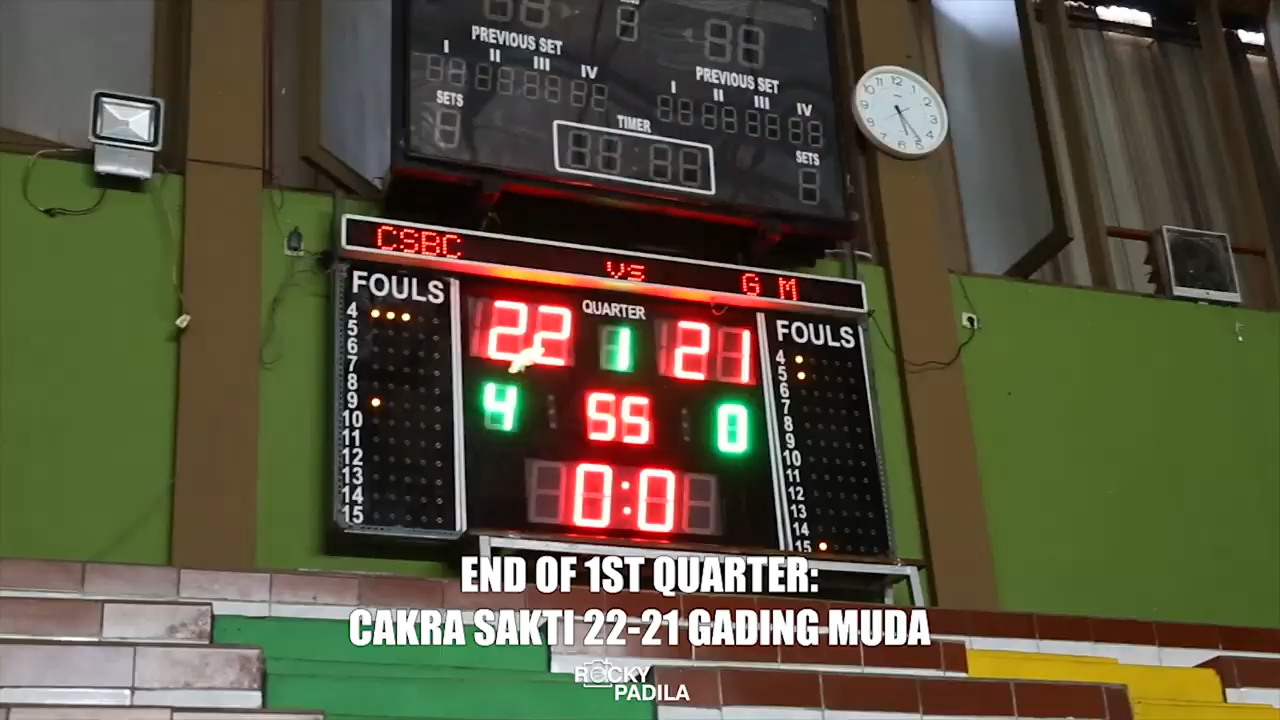 PREVIOUS SET
I II III IV
SETS
TIMER
PREVIOUS SET
I II III IV
SETS
CSBC VS G M
FOULS
4
5
6
7
8
9
10
11
12
13
14
15
22 QUARTER 1 21
4 55 0
0:0
FOULS
4
5
6
7
8
9
10
11
12
13
14
15
END OF 1ST QUARTER:
CAKRA SAKTI 22-21 GADING MUDA
ROCKY
PADILA